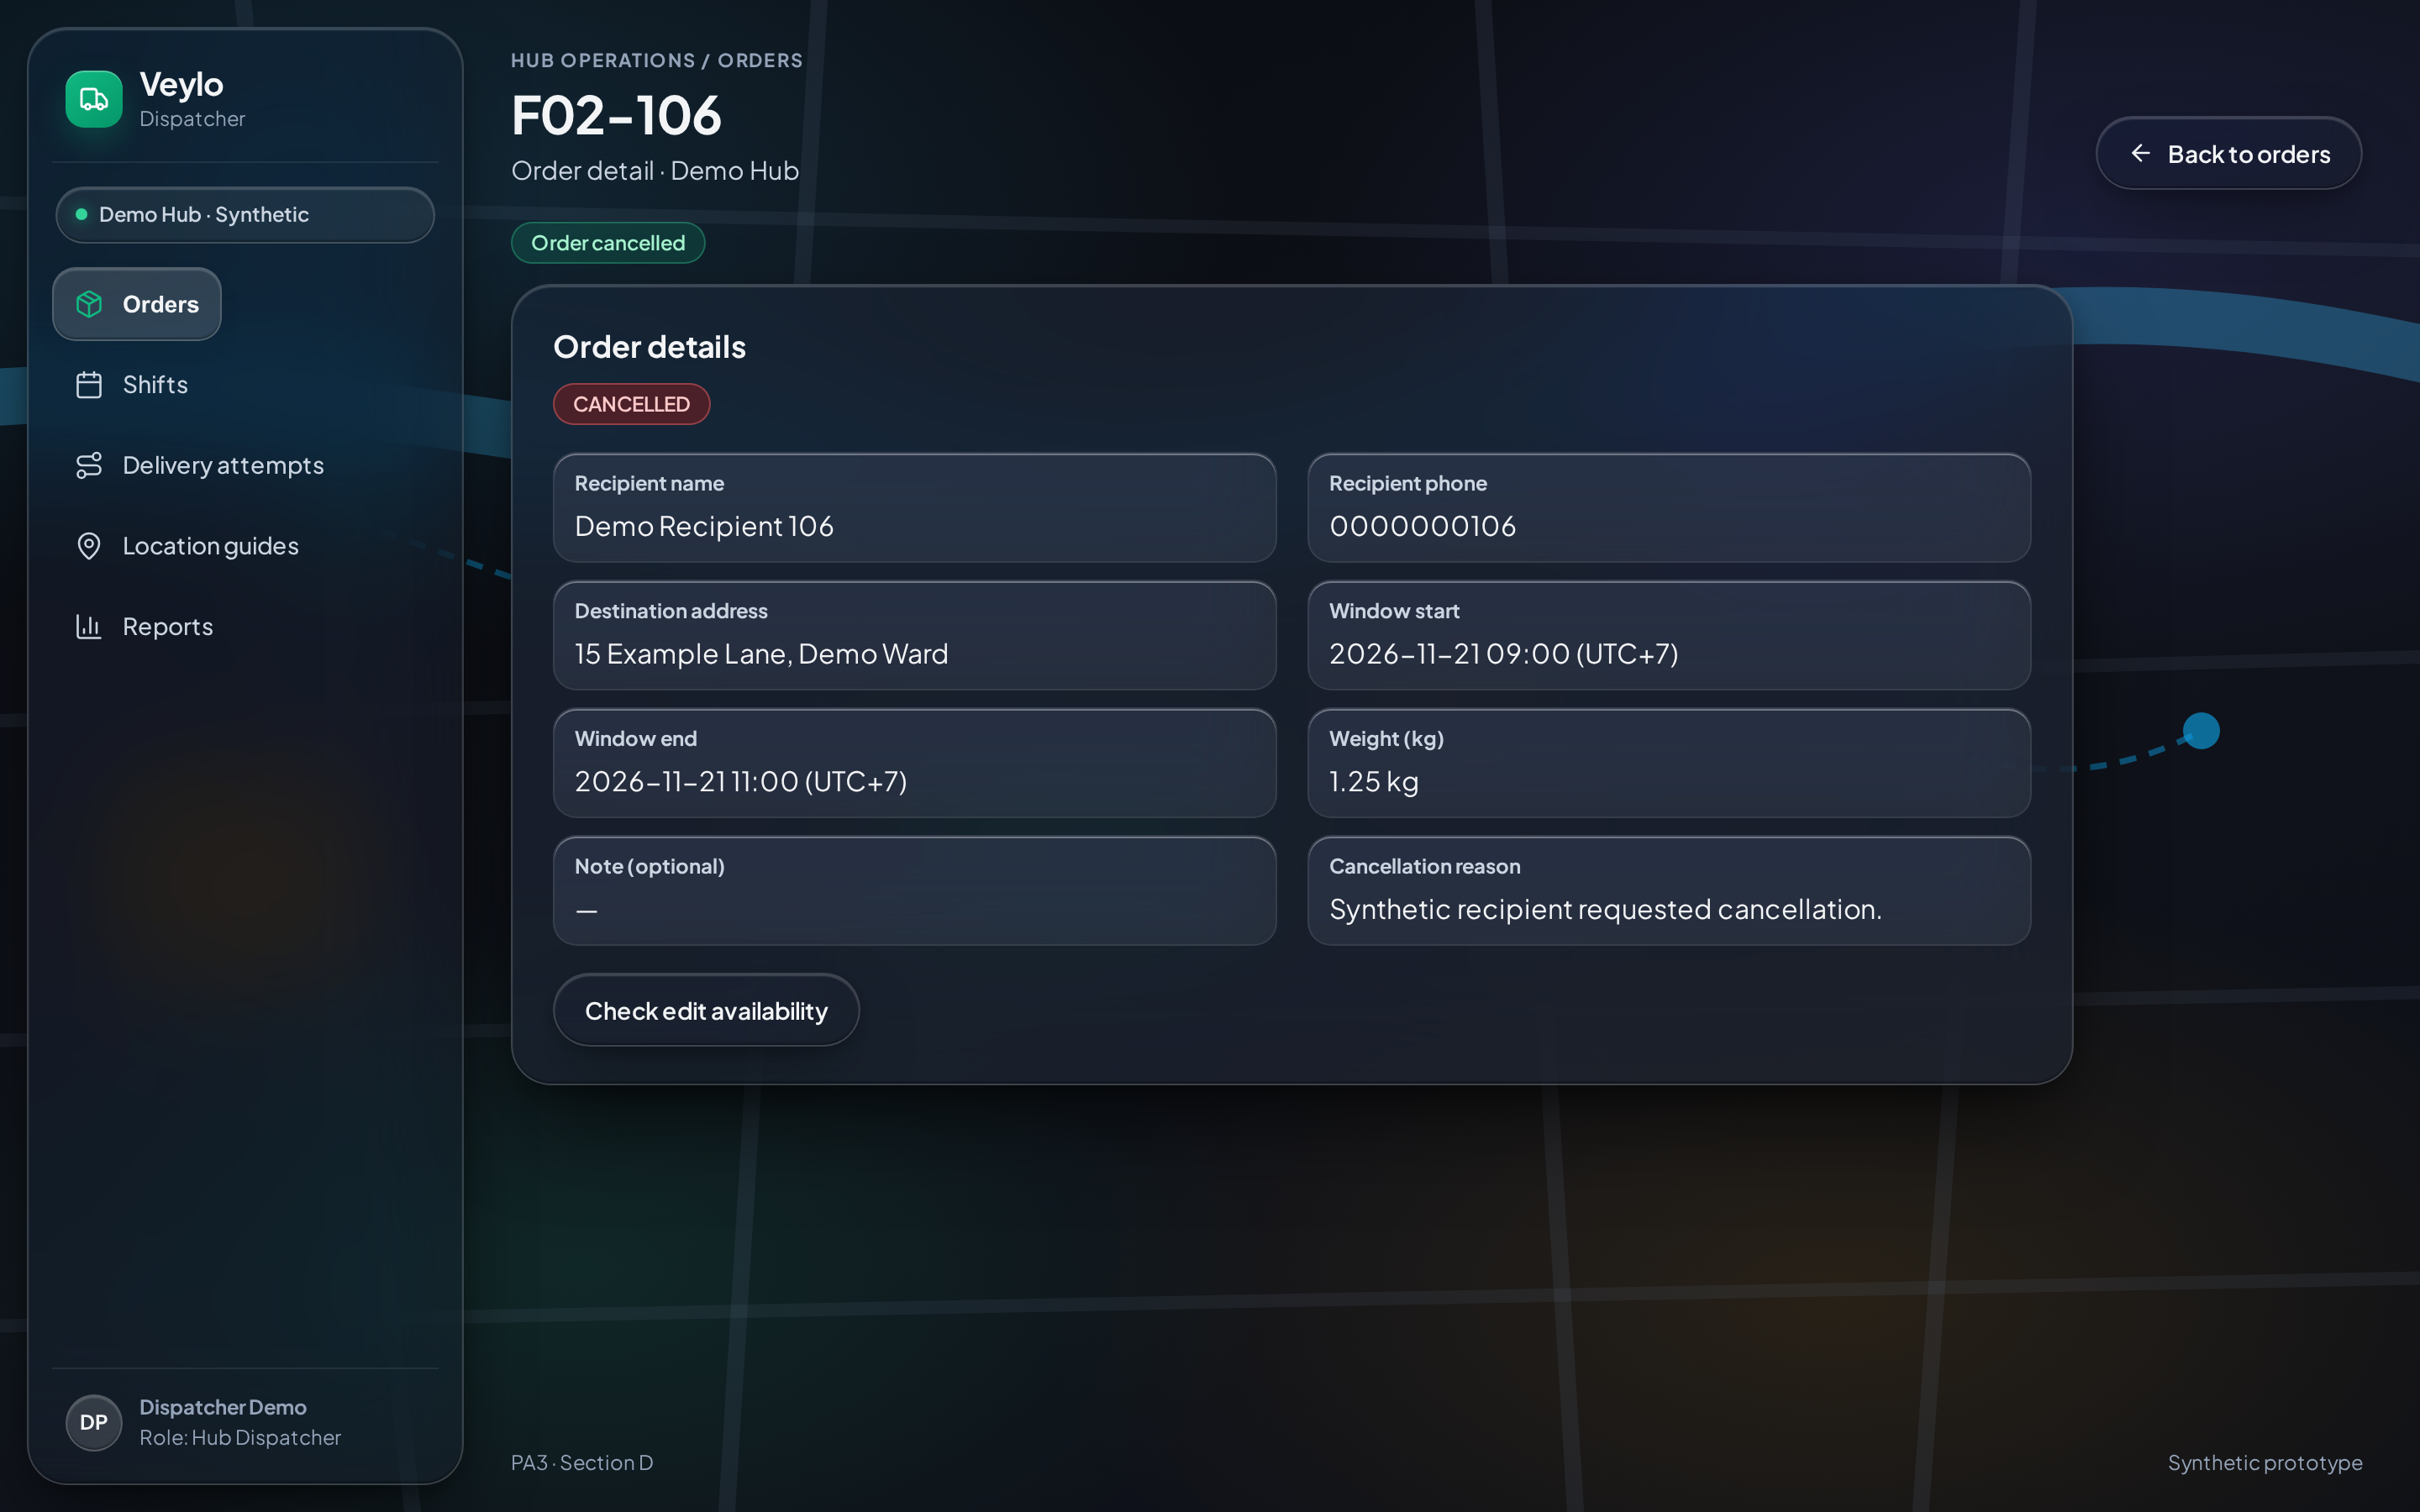 Veylo
Dispatcher
Demo Hub · Synthetic
Orders
Shifts
Delivery attempts
Location guides
Reports
DP
Dispatcher Demo
Role: Hub Dispatcher
HUB OPERATIONS / ORDERS
F02-106
Order detail · Demo Hub
Back to orders
Order cancelled
Order details
CANCELLED
Recipient name
Demo Recipient 106
Recipient phone
0000000106
Destination address
15 Example Lane, Demo Ward
Window start
2026-11-21 09:00 (UTC+7)
Window end
2026-11-21 11:00 (UTC+7)
Weight (kg)
1.25 kg
Note (optional)
—
Cancellation reason
Synthetic recipient requested cancellation.
Check edit availability
PA3 · Section D
Synthetic prototype